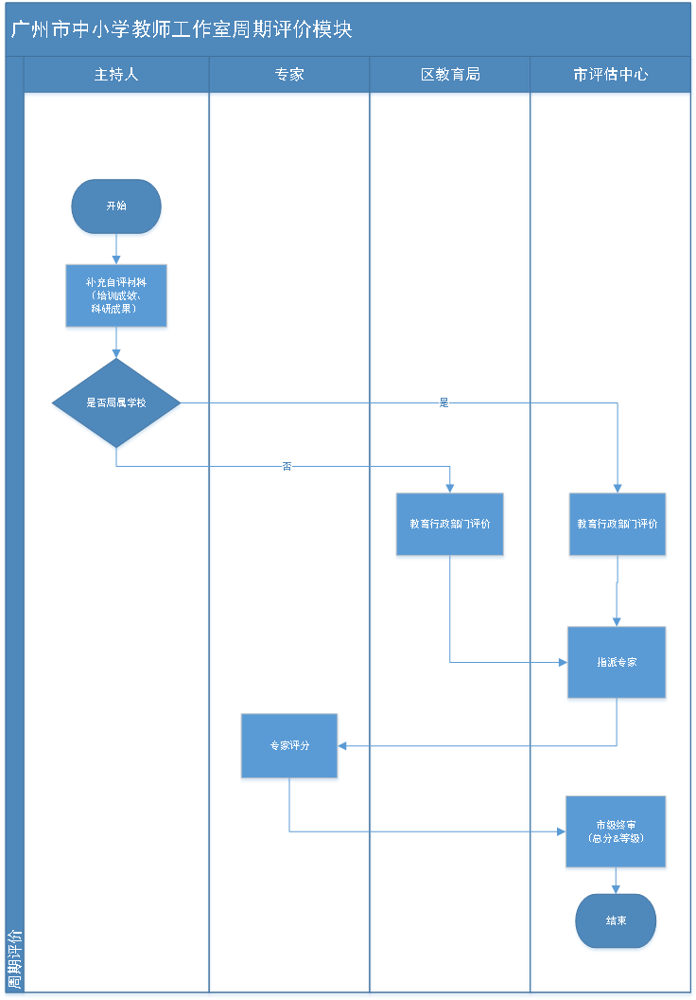 广州市中小学教师工作室周期评价模块
主持人
专家
区教育局
市评估中心
开始
补充自评材料
（培训成效、
科研成果）
是否局属学校
是
否
教育行政部门评价
教育行政部门评价
指派专家
专家评分
市级终审
（总分&等级）
结束
周期评价